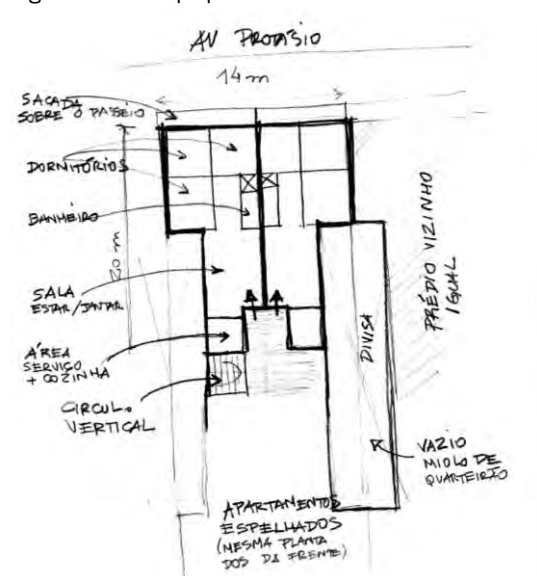 AV PROTÁSIO
14m
SACADA
SOBRE O PASSEIO
DORMITÓRIOS
BANHEIRO
20m
SALA
ESTAR/JANTAR
ÁREA
SERVIÇO
+ COZINHA
CIRCUL.
VERTICAL
PRÉDIO VIZINHO
IGUAL
DIVISA
VAZIO
MIOLO DE
QUARTEIRÃO
APARTAMENTOS
ESPELHADOS
(MESMA PLANTA
DOS DA FRENTE)